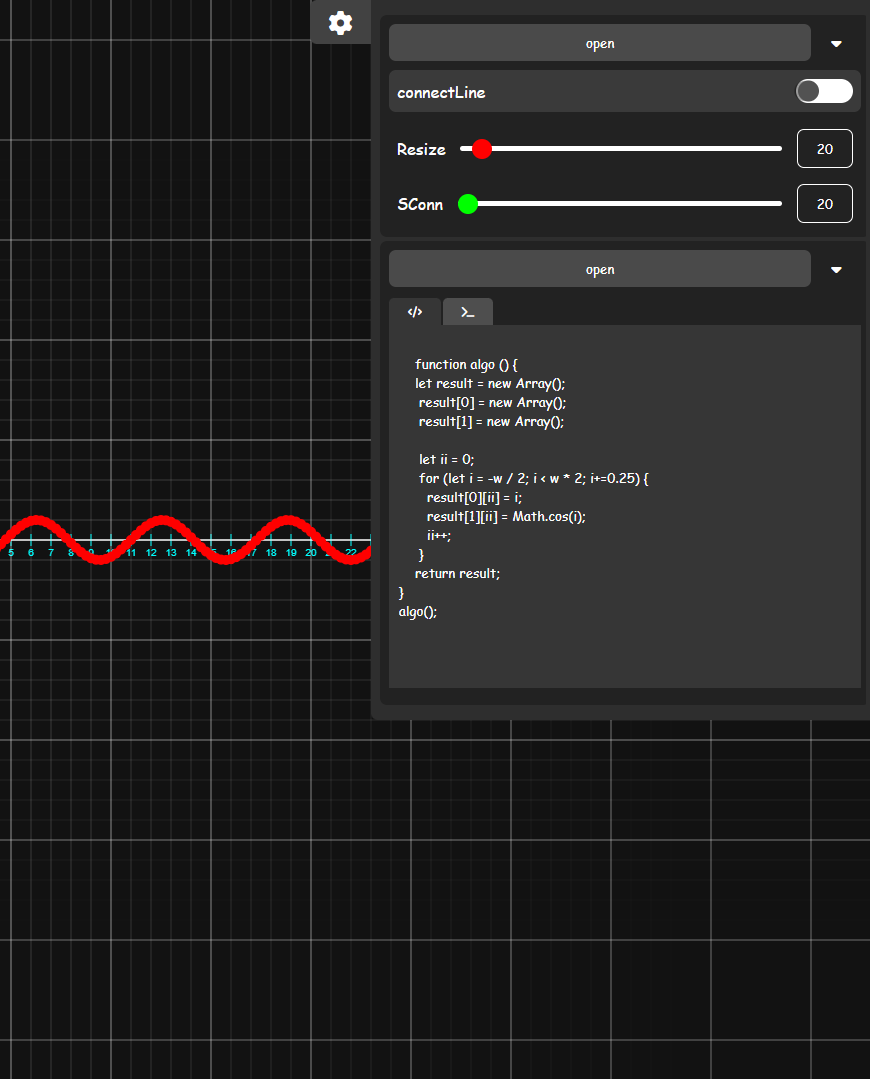 open
connectLine
Resize 20
SConn 20
open
</> >_
function algo () {
let result = new Array();
result[0] = new Array();
result[1] = new Array();
let ii = 0;
for (let i = -w / 2; i < w * 2; i+=0.25) {
result[0][ii] = i;
result[1][ii] = Math.cos(i);
ii++;
}
return result;
}
algo();
5 6 7 8 9 10 11 12 13 14 15 16 17 18 19 20 21 22